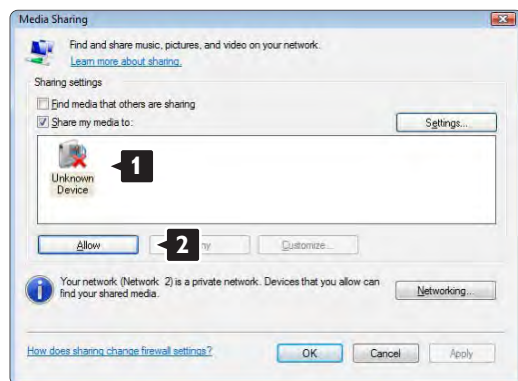 Media Sharing
Find and share music, pictures, and video on your network.
Learn more about sharing.
Sharing settings
Find media that others are sharing
Share my media to:
Settings...
Unknown
Device
1
Allow
2
ny
Customize...
Your network (Network 2) is a private network. Devices that you allow can
find your shared media.
Networking...
How does sharing change firewall settings?
OK
Cancel
Apply